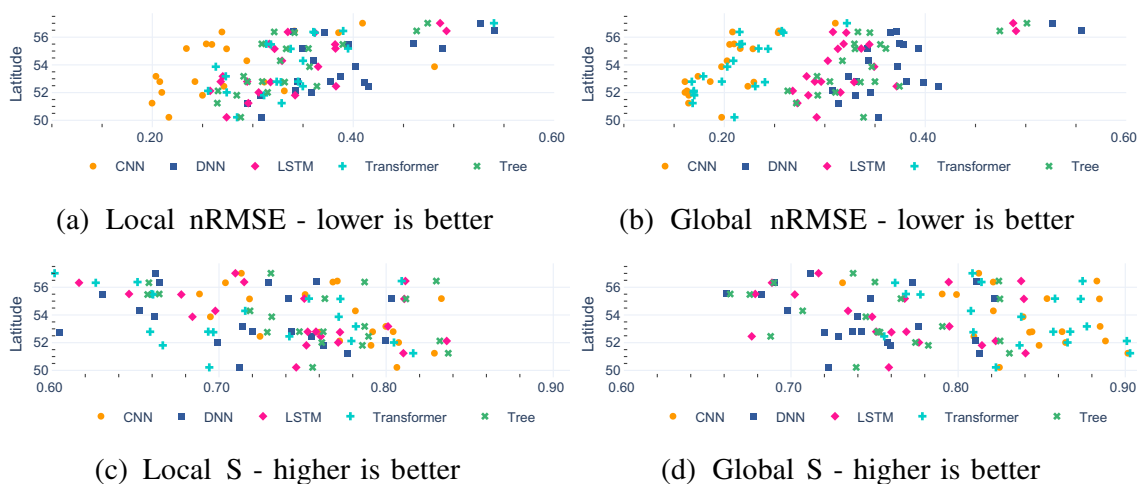 Latitude
56
54
52
50
0.20
0.40
0.60
CNN DNN LSTM Transformer Tree
(a) Local nRMSE - lower is better
Latitude
56
54
52
50
0.20
0.40
0.60
CNN DNN LSTM Transformer Tree
(b) Global nRMSE - lower is better
Latitude
56
54
52
50
0.60
0.70
0.80
0.90
CNN DNN LSTM Transformer Tree
(c) Local S - higher is better
Latitude
56
54
52
50
0.60
0.70
0.80
0.90
CNN DNN LSTM Transformer Tree
(d) Global S - higher is better